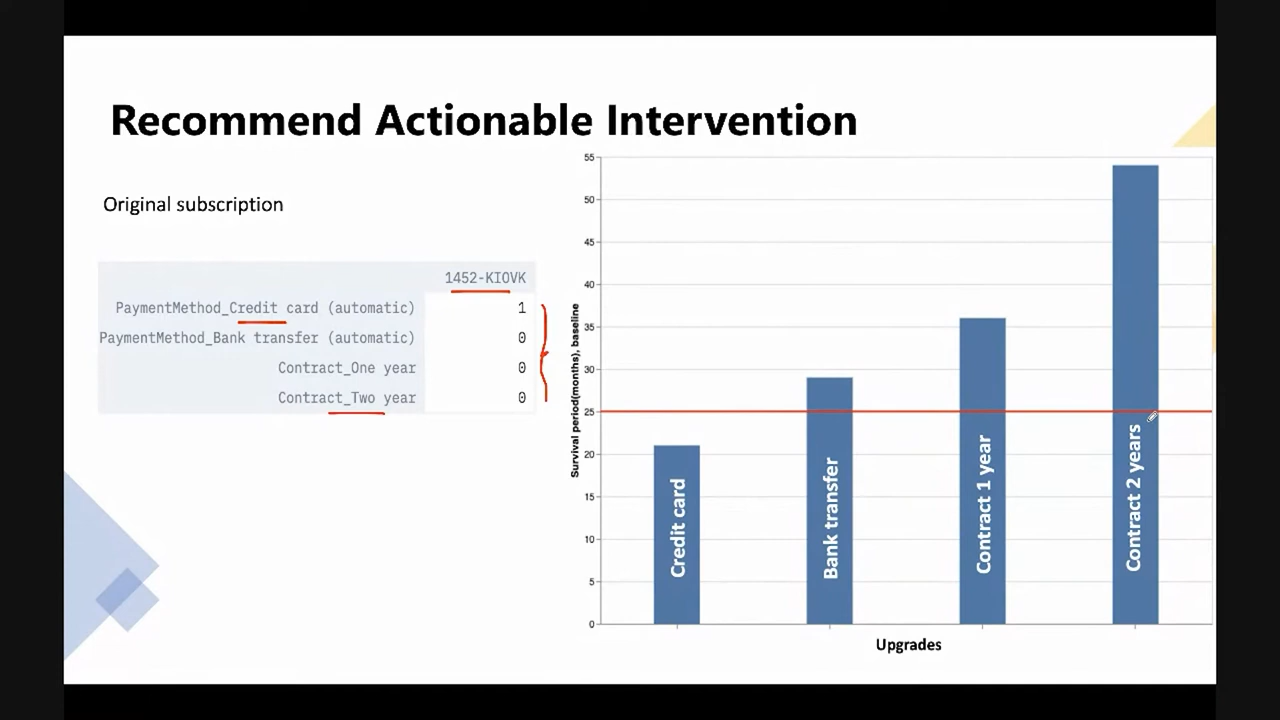 Recommend Actionable Intervention
Original subscription
1452-KIOVK
PaymentMethod_Credit card (automatic) 1
PaymentMethod_Bank transfer (automatic) 0
Contract_One year 0
Contract_Two year 0
Survival period(months), baseline
55
50
45
40
35
30
25
20
15
10
5
0
Credit card
Bank transfer
Contract 1 year
Contract 2 years
Upgrades